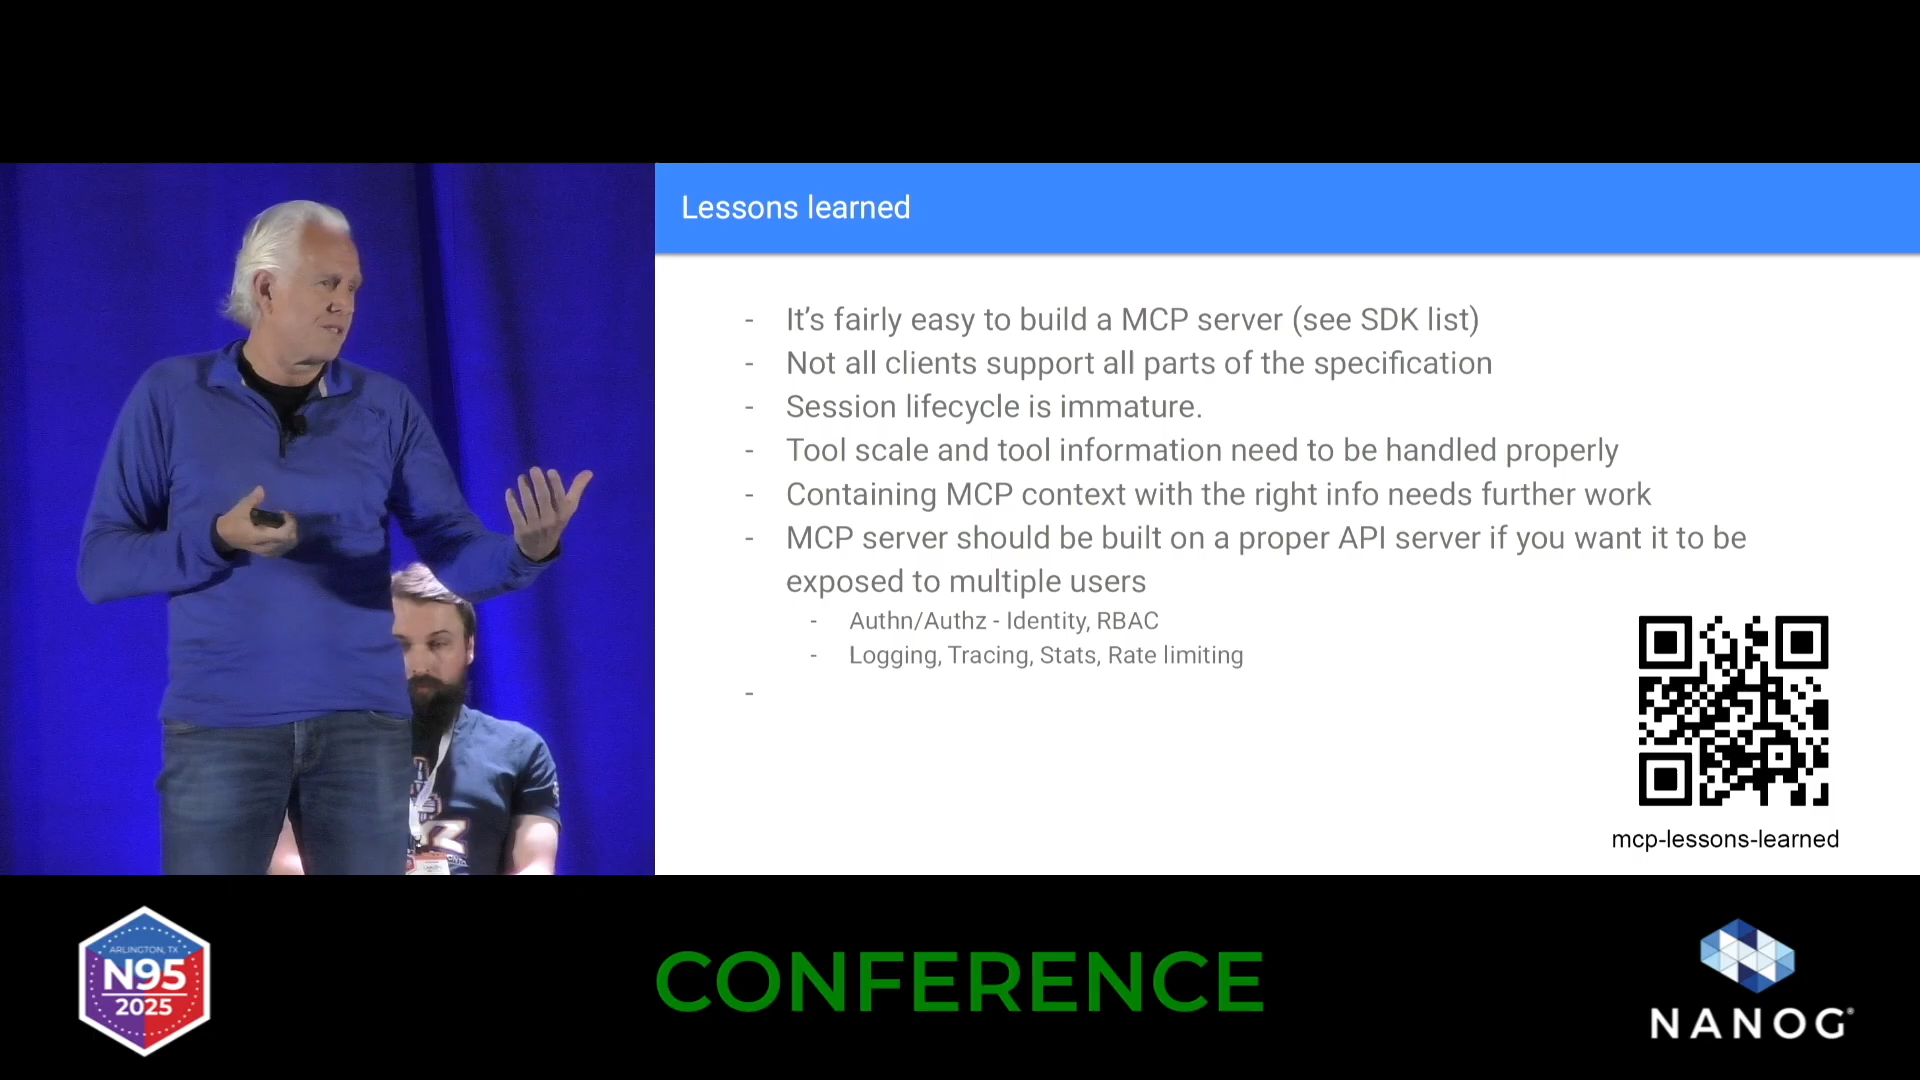 Lessons learned
- It’s fairly easy to build a MCP server (see SDK list)
- Not all clients support all parts of the specification
- Session lifecycle is immature.
- Tool scale and tool information need to be handled properly
- Containing MCP context with the right info needs further work
- MCP server should be built on a proper API server if you want it to be
exposed to multiple users
- Authn/Authz - Identity, RBAC
- Logging, Tracing, Stats, Rate limiting
-
mcp-lessons-learned
ARLINGTON, TX
N95
2025
CONFERENCE
NANOG®